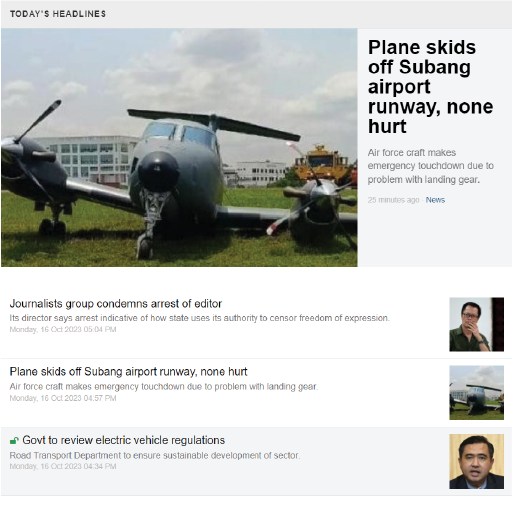 TODAY'S HEADLINES
Plane skids
off Subang
airport
runway, none
hurt
Air force craft makes
emergency touchdown due to
problem with landing gear.
25 minutes ago · News
Journalists group condemns arrest of editor
Its director says arrest indicative of how state uses its authority to censor freedom of expression.
Monday, 16 Oct 2023 05:04 PM
Plane skids off Subang airport runway, none hurt
Air force craft makes emergency touchdown due to problem with landing gear.
Monday, 16 Oct 2023 04:57 PM
Govt to review electric vehicle regulations
Road Transport Department to ensure sustainable development of sector.
Monday, 16 Oct 2023 04:34 PM